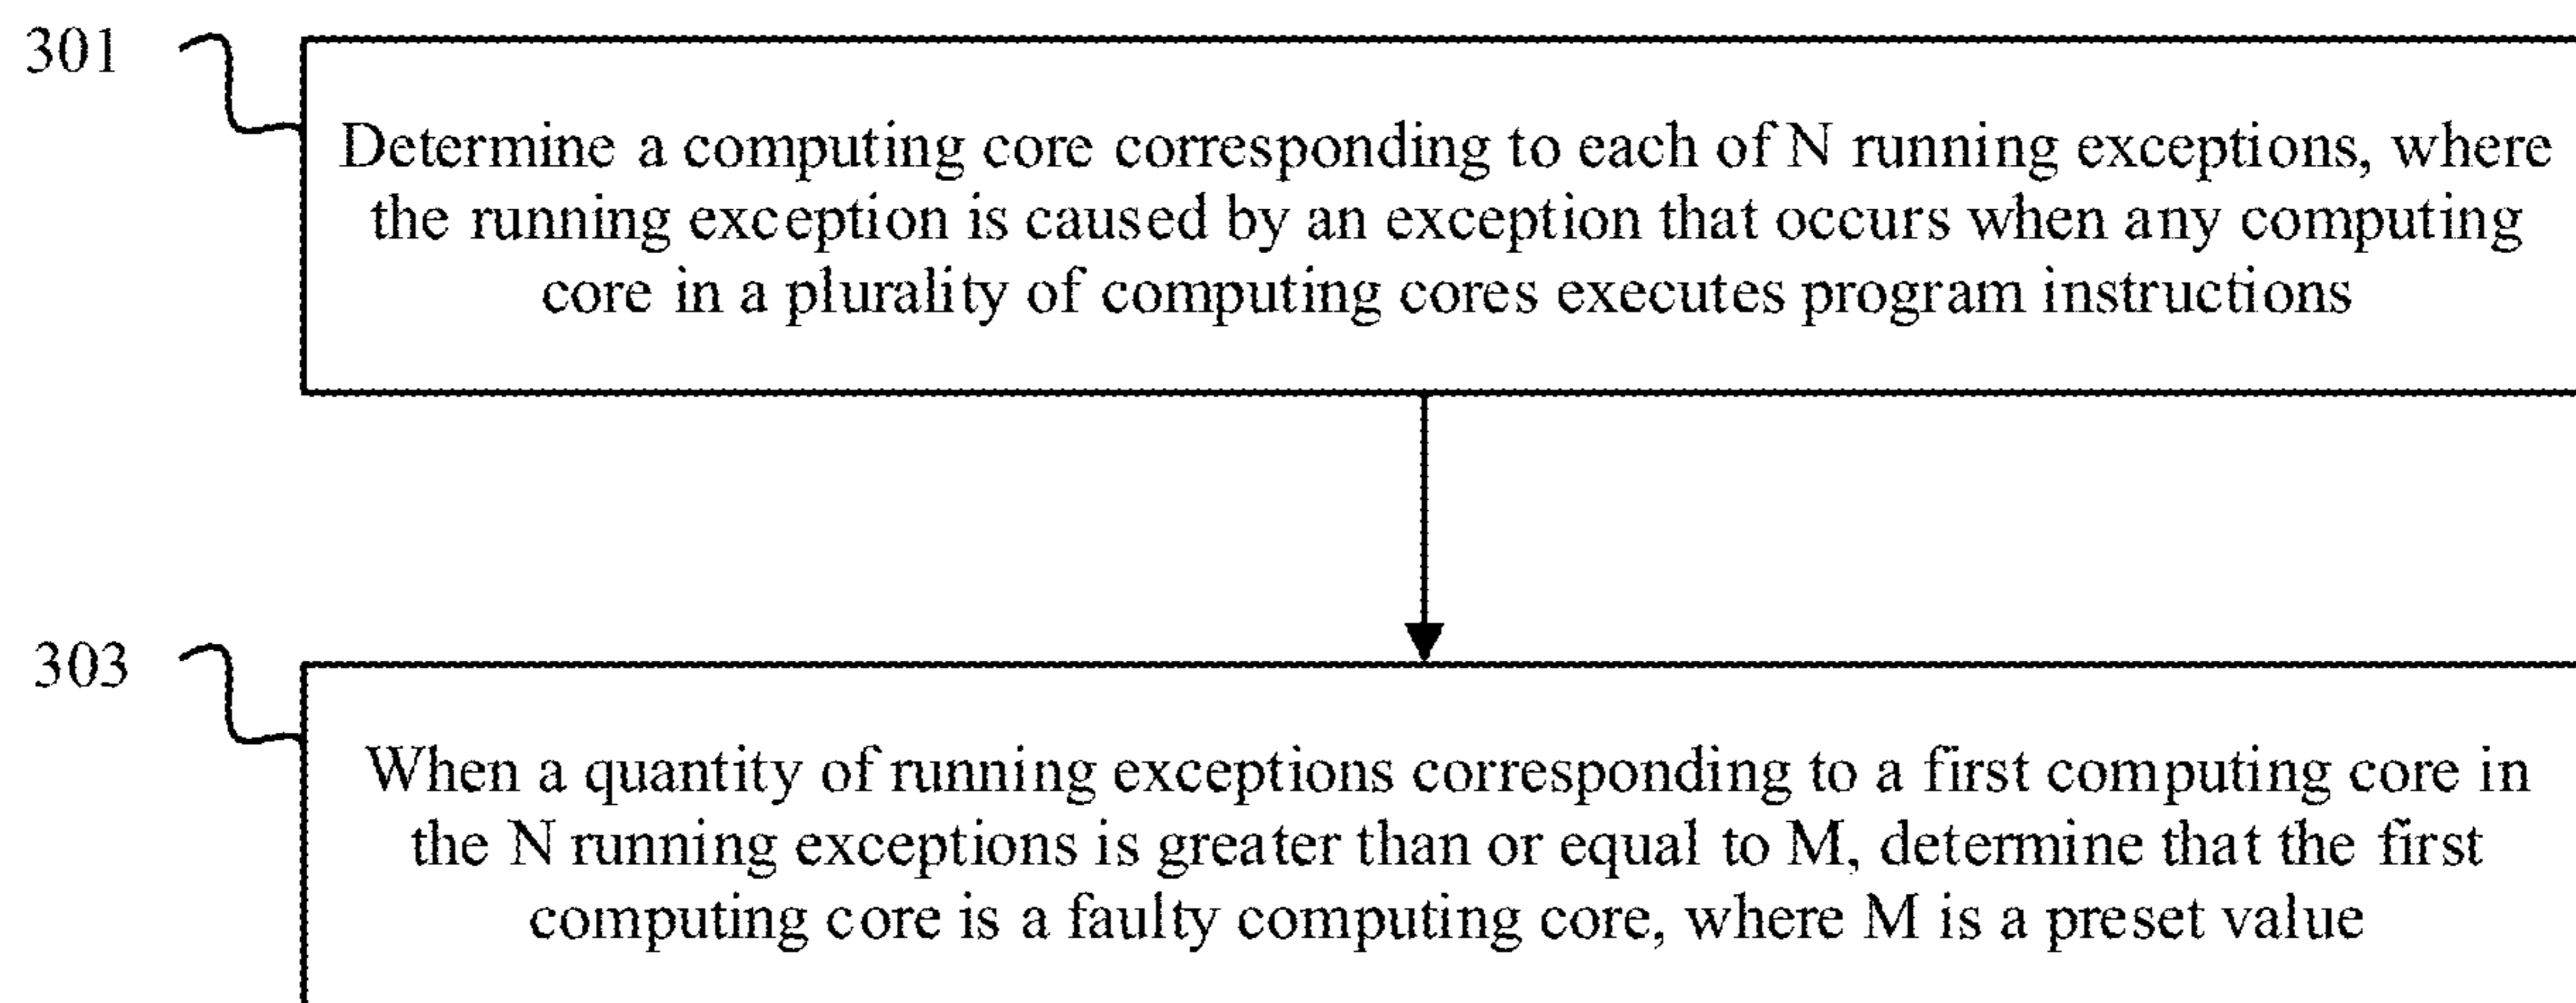 301
Determine a computing core corresponding to each of N running exceptions, where
the running exception is caused by an exception that occurs when any computing
core in a plurality of computing cores executes program instructions
303
When a quantity of running exceptions corresponding to a first computing core in
the N running exceptions is greater than or equal to M, determine that the first
computing core is a faulty computing core, where M is a preset value